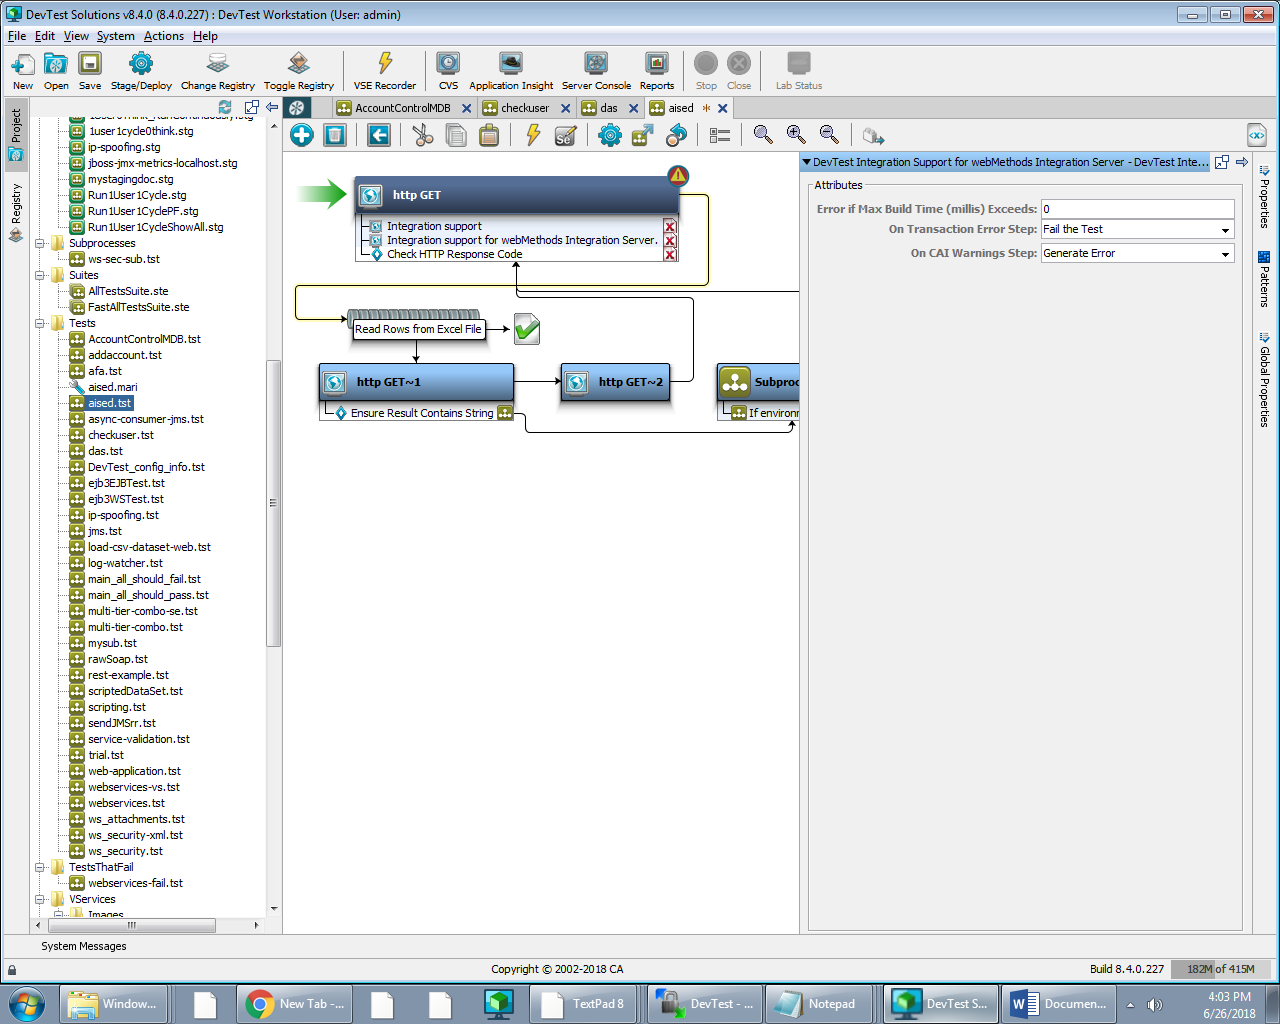 DevTest Solutions v8.4.0 (8.4.0.227) : DevTest Workstation (User: admin)
File Edit View System Actions Help
New Open Save Stage/Deploy Change Registry Toggle Registry VSE Recorder CVS Application Insight Server Console Reports Stop Close Lab Status
Project
Registry
AccountControlMDB checkuser das aised
1user1cycle0think.stg
ip-spoofing.stg
jboss-jmx-metrics-localhost.stg
mystagingdoc.stg
Run1User1Cycle.stg
Run1User1CyclePF.stg
Run1User1CycleShowAll.stg
Subprocesses
ws-sec-sub.tst
Suites
AllTestsSuite.ste
FastAllTestsSuite.ste
Tests
AccountControlMDB.tst
addaccount.tst
afa.tst
aised.mari
aised.tst
async-consumer-jms.tst
checkuser.tst
das.tst
DevTest_config_info.tst
ejb3EJBTest.tst
ejb3WSTest.tst
ip-spoofing.tst
jms.tst
load-csv-dataset-web.tst
log-watcher.tst
main_all_should_fail.tst
main_all_should_pass.tst
multi-tier-combo-se.tst
multi-tier-combo.tst
mysub.tst
rawSoap.tst
rest-example.tst
scriptedDataSet.tst
scripting.tst
sendJMSrr.tst
service-validation.tst
trial.tst
web-application.tst
webservices-vs.tst
webservices.tst
ws_attachments.tst
ws_security-xml.tst
ws_security.tst
TestsThatFail
webservices-fail.tst
VServices
Images
http GET
Integration support
Integration support for webMethods Integration Server.
Check HTTP Response Code
Read Rows from Excel File
http GET~1
Ensure Result Contains String
http GET~2
Subproc
If environm
DevTest Integration Support for webMethods Integration Server - DevTest Inte...
Attributes
Error if Max Build Time (millis) Exceeds: 0
On Transaction Error Step: Fail the Test
On CAI Warnings Step: Generate Error
Properties
Patterns
Global Properties
System Messages
Copyright © 2002-2018 CA
Build 8.4.0.227
182M of 415M
Window... New Tab -... TextPad 8 DevTest - ... Notepad DevTest S... Documen...
4:03 PM
6/26/2018